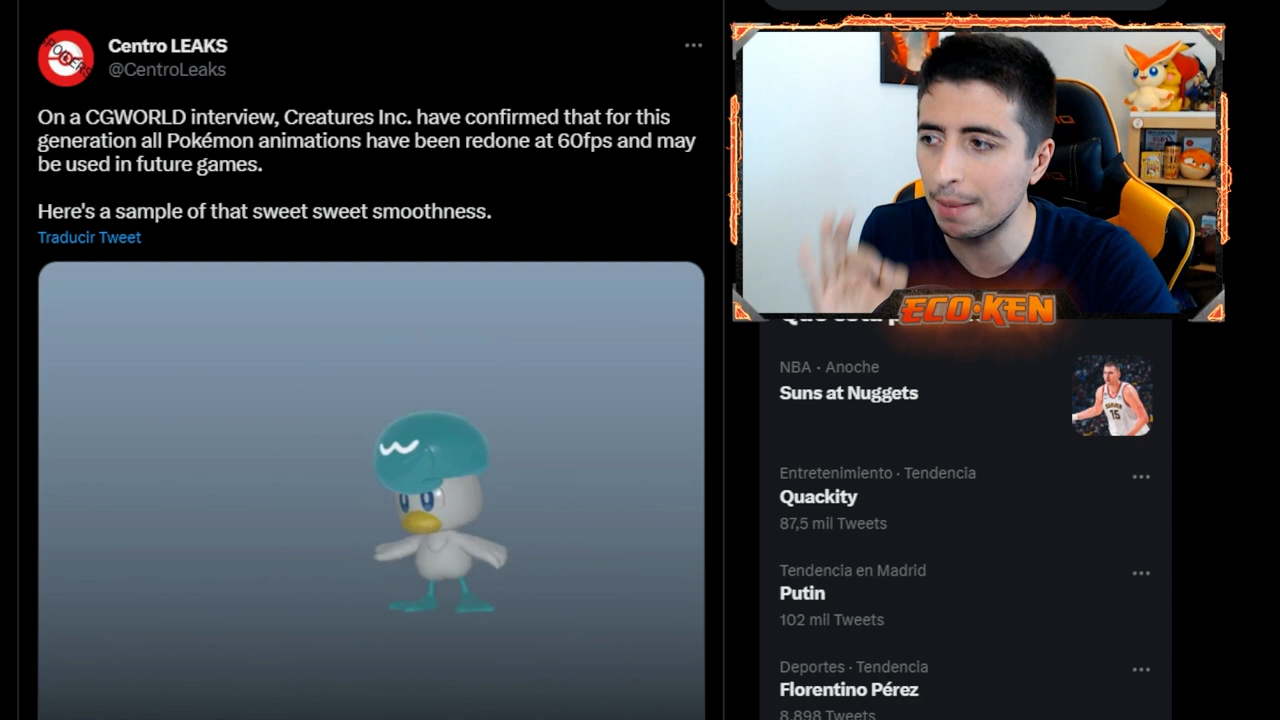 Centro LEAKS
@CentroLeaks
On a CGWORLD interview, Creatures Inc. have confirmed that for this
generation all Pokémon animations have been redone at 60fps and may
be used in future games.
Here's a sample of that sweet sweet smoothness.
Traducir Tweet
ECO·KEN
NBA · Anoche
Suns at Nuggets
Entretenimiento · Tendencia
Quackity
87,5 mil Tweets
Tendencia en Madrid
Putin
102 mil Tweets
Deportes · Tendencia
Florentino Pérez
8.898 Tweets